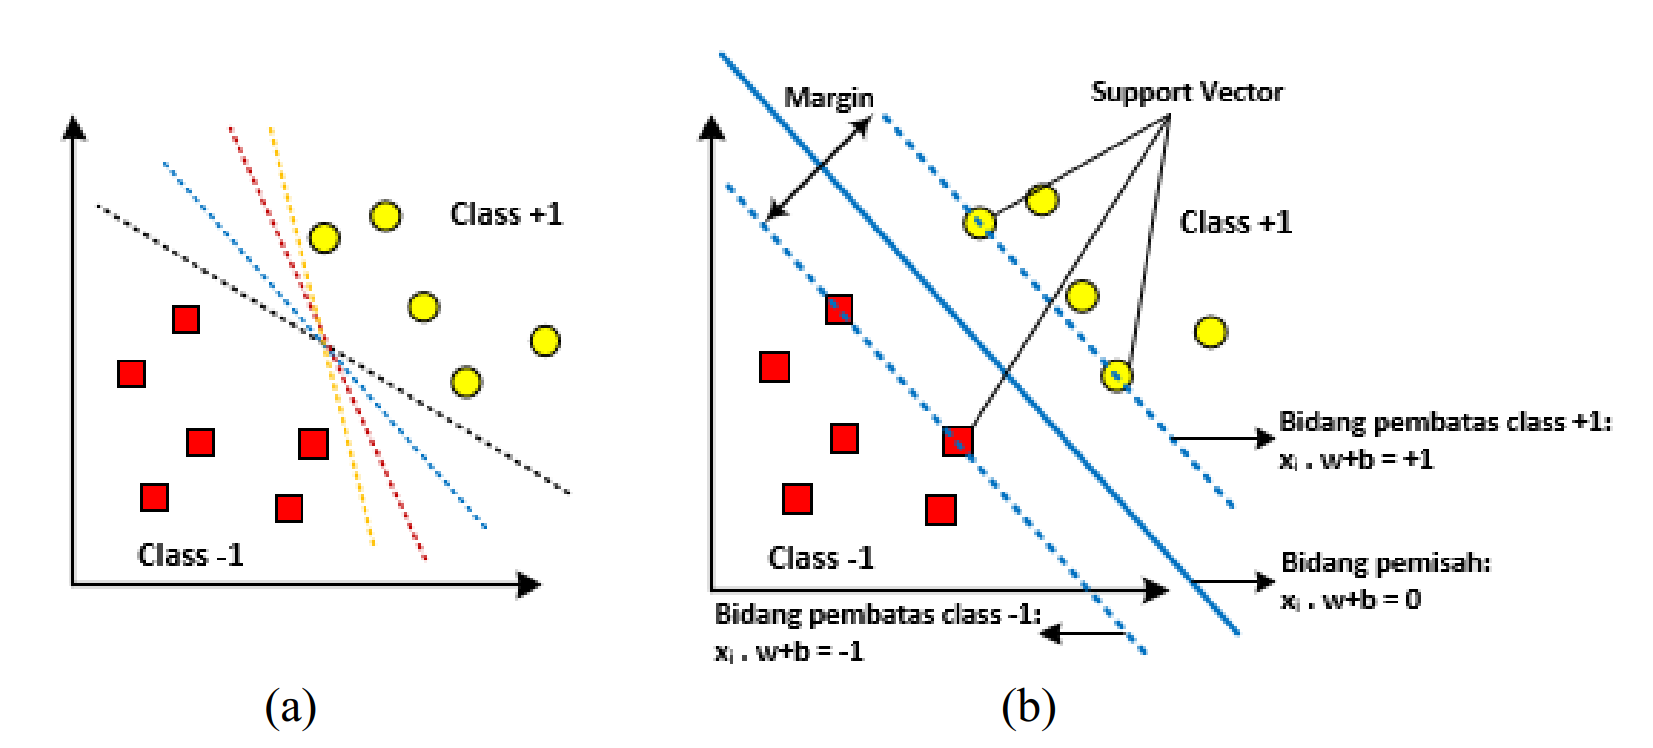 Class +1
Class -1
(a)
Margin
Support Vector
Class +1
Bidang pembatas class +1:
xᵢ . w+b = +1
Class -1
Bidang pemisah:
xᵢ . w+b = 0
Bidang pembatas class -1:
xᵢ . w+b = -1
(b)